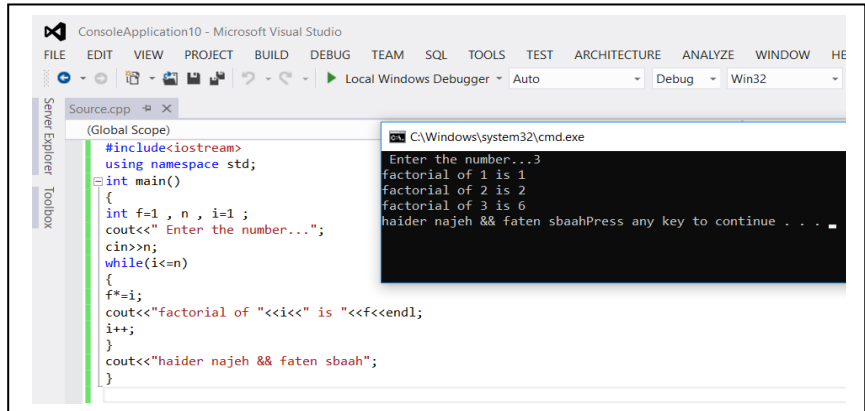 ConsoleApplication10 - Microsoft Visual Studio
FILE EDIT VIEW PROJECT BUILD DEBUG TEAM SQL TOOLS TEST ARCHITECTURE ANALYZE WINDOW HE
Local Windows Debugger Auto Debug Win32
Server Explorer
Toolbox
Source.cpp
(Global Scope)
#include<iostream>
using namespace std;
int main()
{
int f=1 , n , i=1 ;
cout<<" Enter the number...";
cin>>n;
while(i<=n)
{
f*=i;
cout<<"factorial of "<<i<<" is "<<f<<endl;
i++;
}
cout<<"haider najeh && faten sbaah";
}
C:\Windows\system32\cmd.exe
Enter the number...3
factorial of 1 is 1
factorial of 2 is 2
factorial of 3 is 6
haider najeh && faten sbaahPress any key to continue . . .